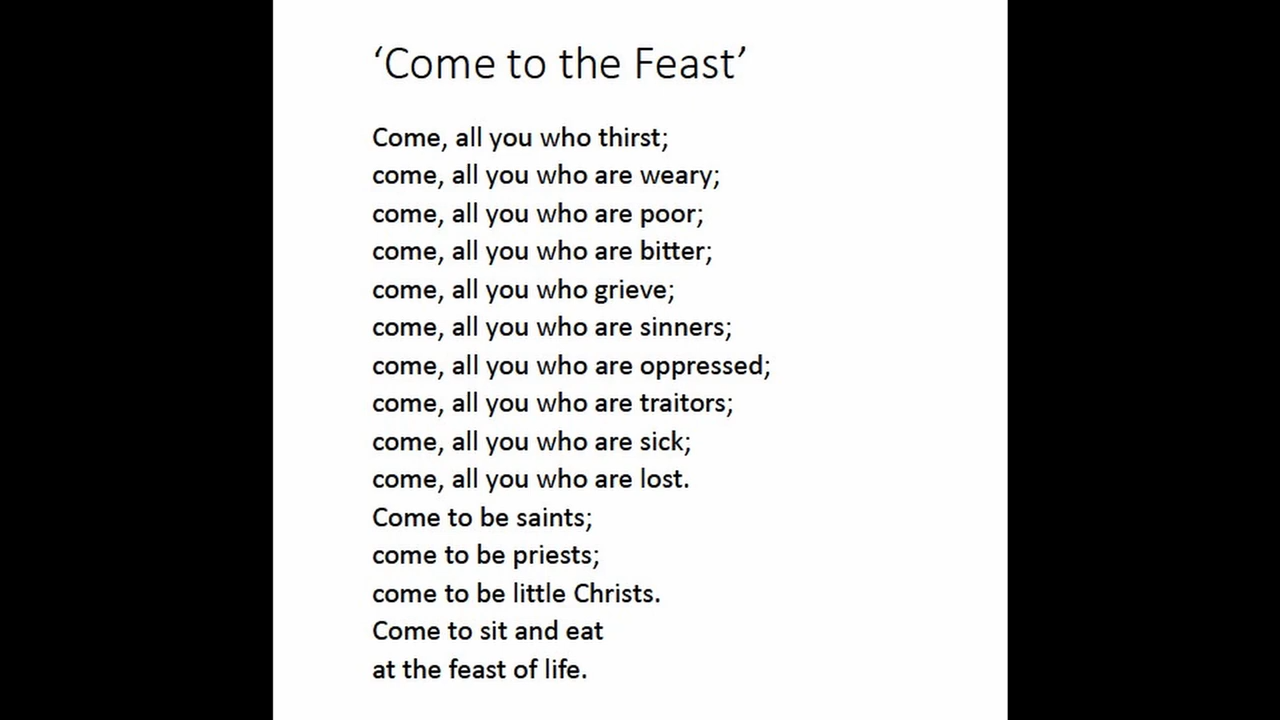 ‘Come to the Feast’
Come, all you who thirst;
come, all you who are weary;
come, all you who are poor;
come, all you who are bitter;
come, all you who grieve;
come, all you who are sinners;
come, all you who are oppressed;
come, all you who are traitors;
come, all you who are sick;
come, all you who are lost.
Come to be saints;
come to be priests;
come to be little Christs.
Come to sit and eat
at the feast of life.